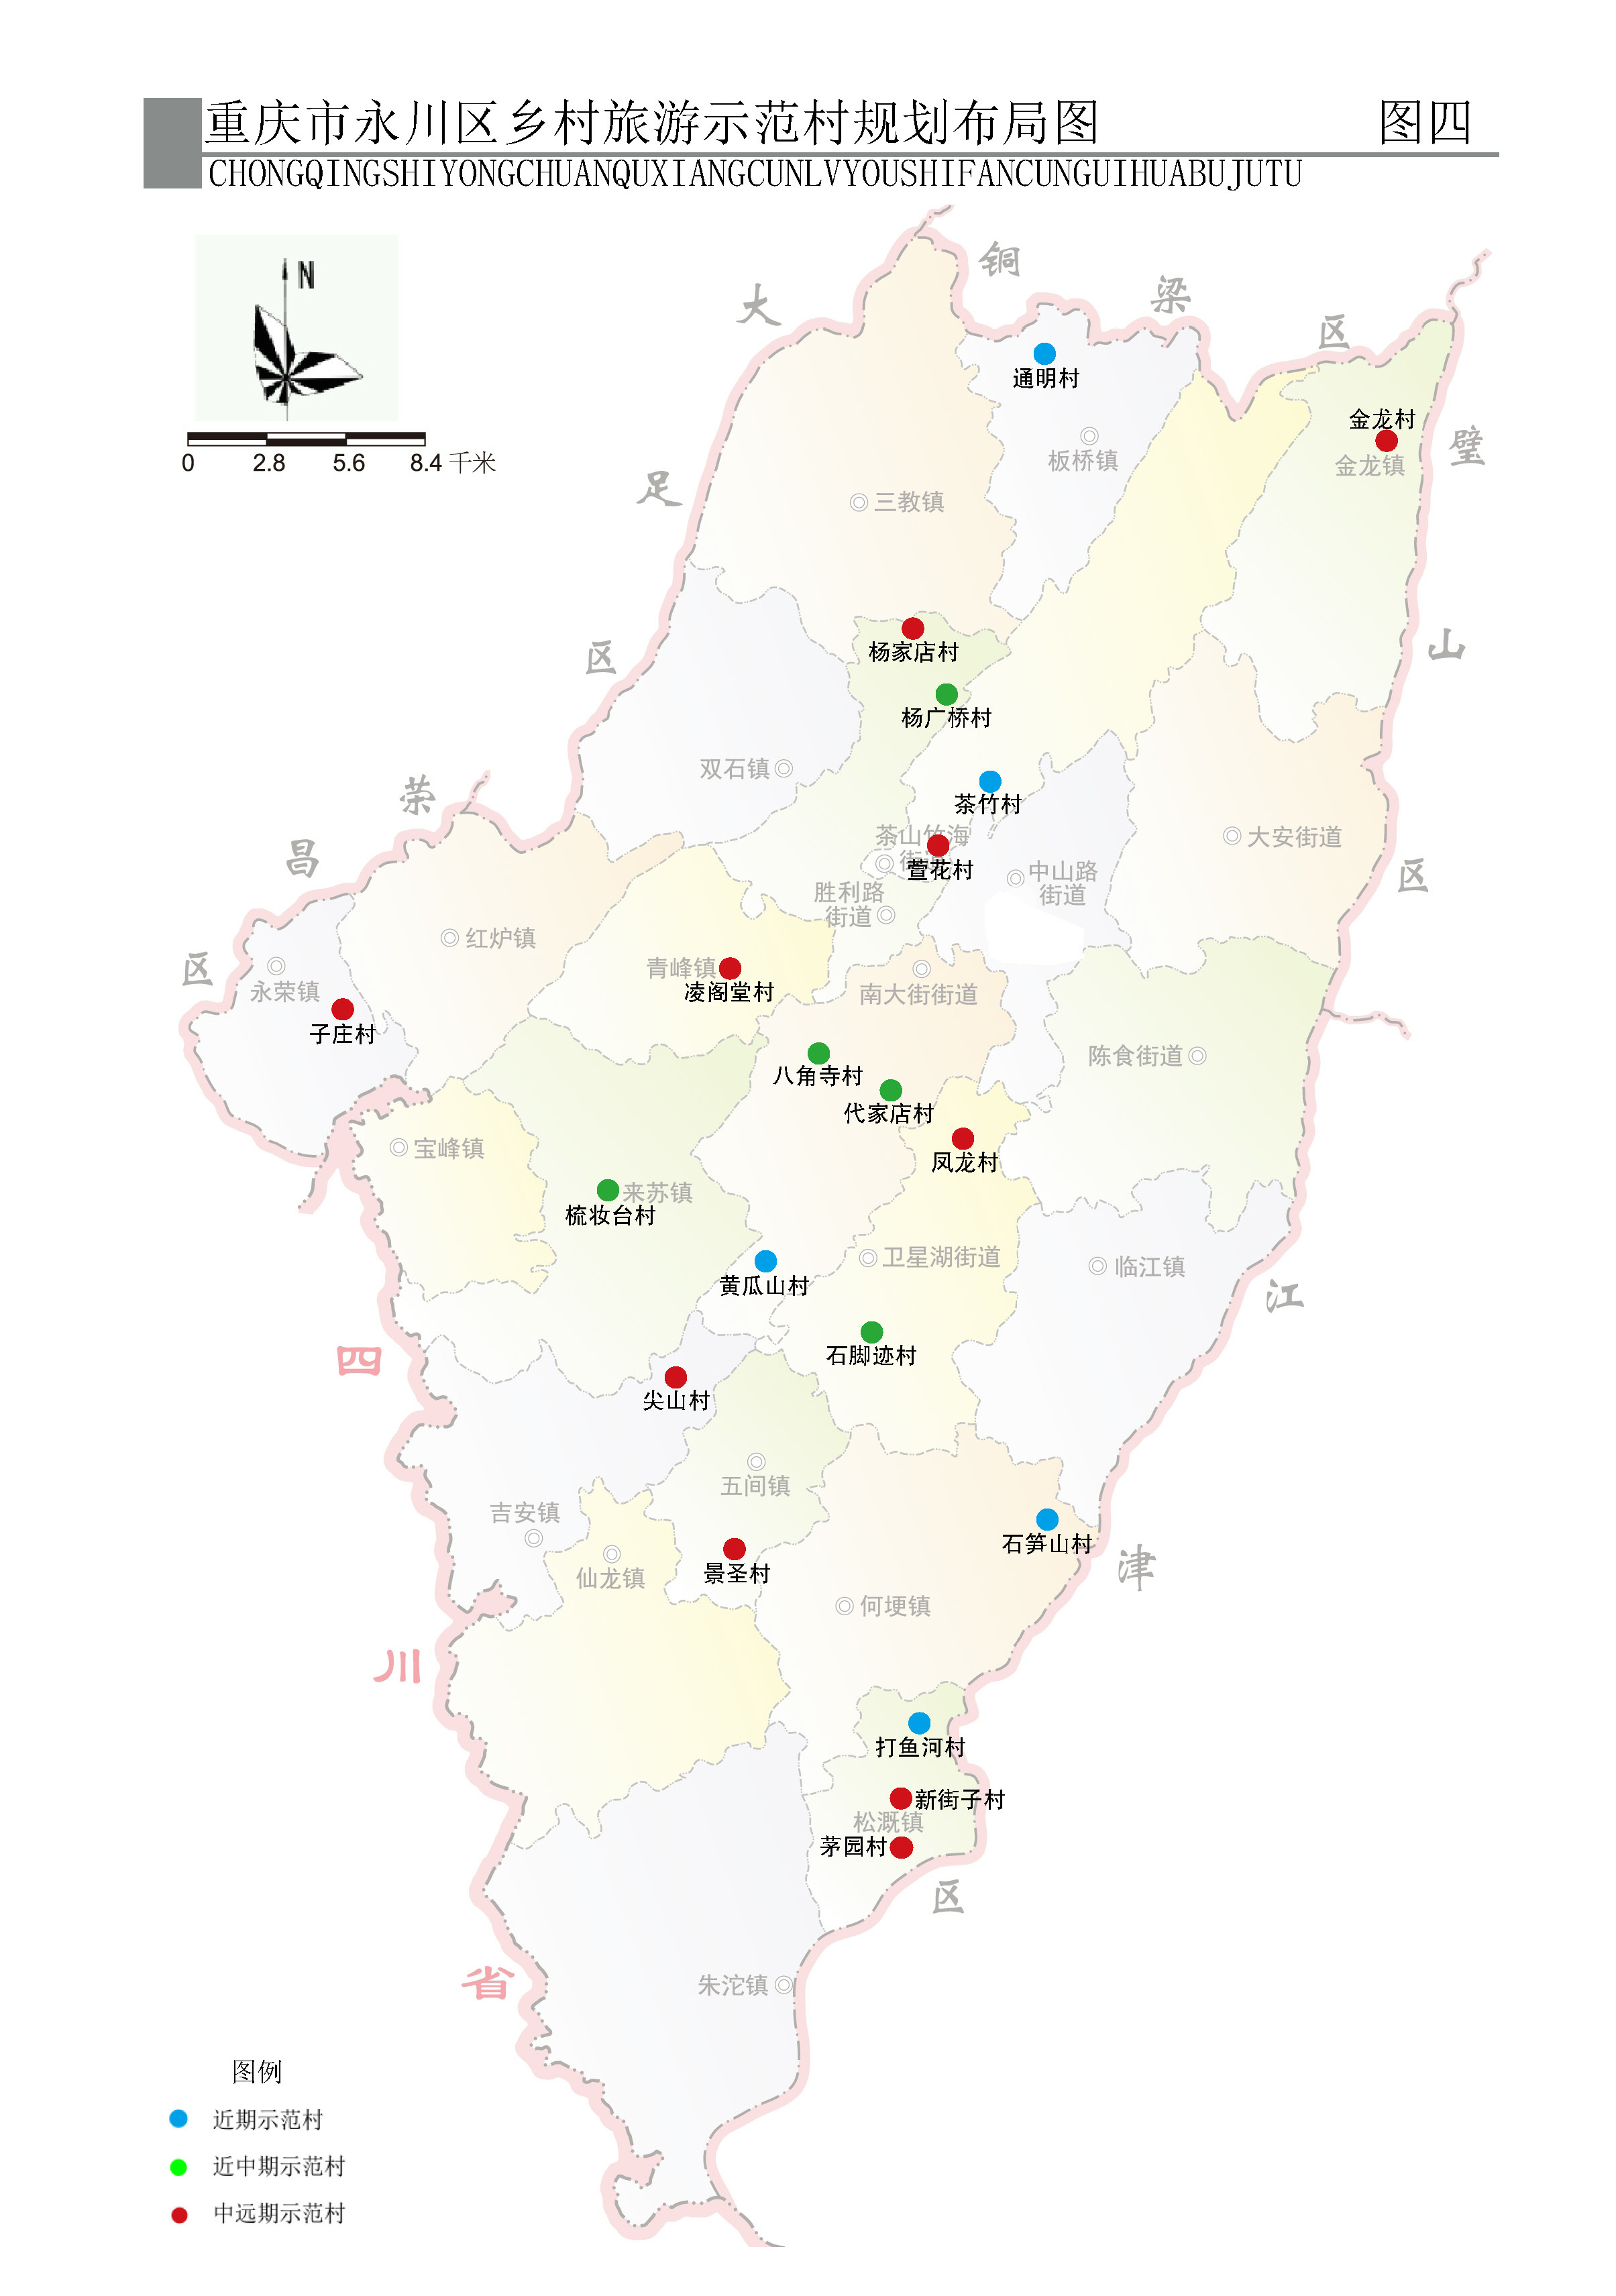 重庆市永川区乡村旅游示范村规划布局图
图四
CHONGQINGSHIYONGCHUANQUXIANGCUNLVYOUSHIFANCUNGUIHUABUJUTU
N
0 2.8 5.6 8.4 千米
铜
梁
区
大
足
区
通明村
板桥镇
金龙村
金龙镇
璧
山
区
三教镇
杨家店村
杨广桥村
双石镇
茶竹村
茶山竹海
街道
萱花村
中山路
街道
大安街道
胜利路
街道
荣
昌
区
红炉镇
永荣镇
子庄村
青峰镇
凌阁堂村
南大街街道
陈食街道
八角寺村
代家店村
凤龙村
宝峰镇
来苏镇
梳妆台村
卫星湖街道
临江镇
黄瓜山村
石脚迹村
尖山村
江
津
区
四
川
省
五间镇
吉安镇
仙龙镇
景圣村
石笋山村
何埂镇
打鱼河村
新街子村
松溉镇
茅园村
朱沱镇
图例
近期示范村
近中期示范村
中远期示范村